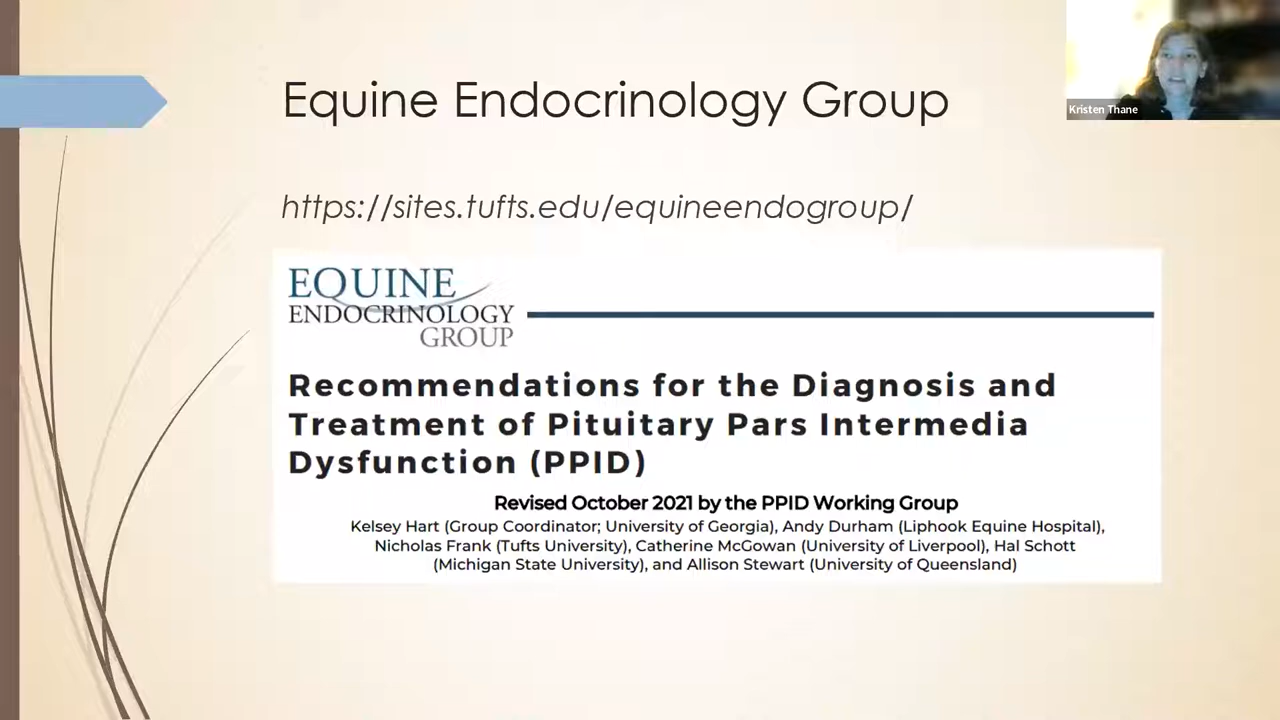 Equine Endocrinology Group
Kristen Thane
https://sites.tufts.edu/equineendogroup/
EQUINE
ENDOCRINOLOGY
GROUP
Recommendations for the Diagnosis and
Treatment of Pituitary Pars Intermedia
Dysfunction (PPID)
Revised October 2021 by the PPID Working Group
Kelsey Hart (Group Coordinator; University of Georgia), Andy Durham (Liphook Equine Hospital),
Nicholas Frank (Tufts University), Catherine McGowan (University of Liverpool), Hal Schott
(Michigan State University), and Allison Stewart (University of Queensland)